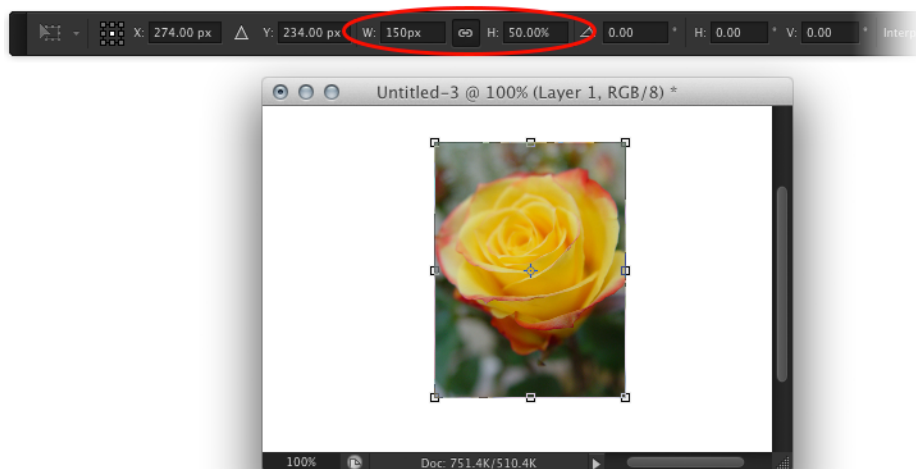 X: 274.00 px Y: 234.00 px W: 150px H: 50.00% 0.00 ° H: 0.00 ° V: 0.00 ° Interp
Untitled-3 @ 100% (Layer 1, RGB/8) *
100% Doc: 751.4K/510.4K